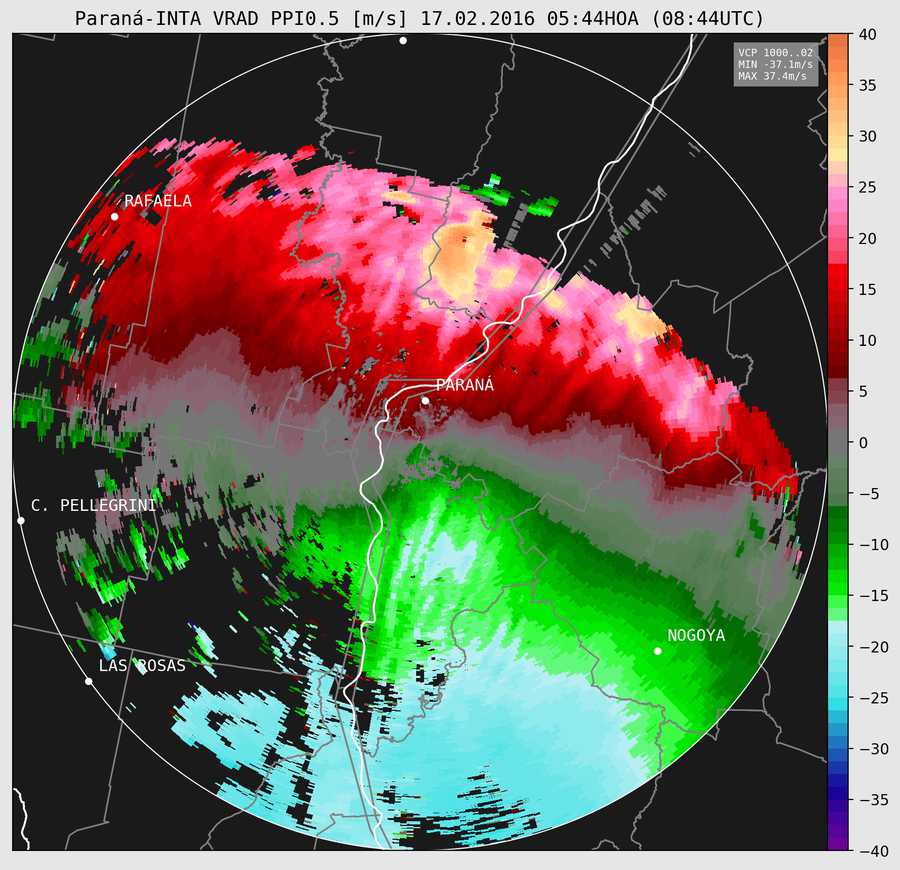 Paraná-INTA VRAD PPI0.5 [m/s] 17.02.2016 05:44HOA (08:44UTC)
VCP 1000..02
MIN -37.1m/s
MAX 37.4m/s
RAFAELA
PARANÁ
C. PELLEGRINI
NOGOYA
LAS ROSAS
40
35
30
25
20
15
10
5
0
−5
−10
−15
−20
−25
−30
−35
−40